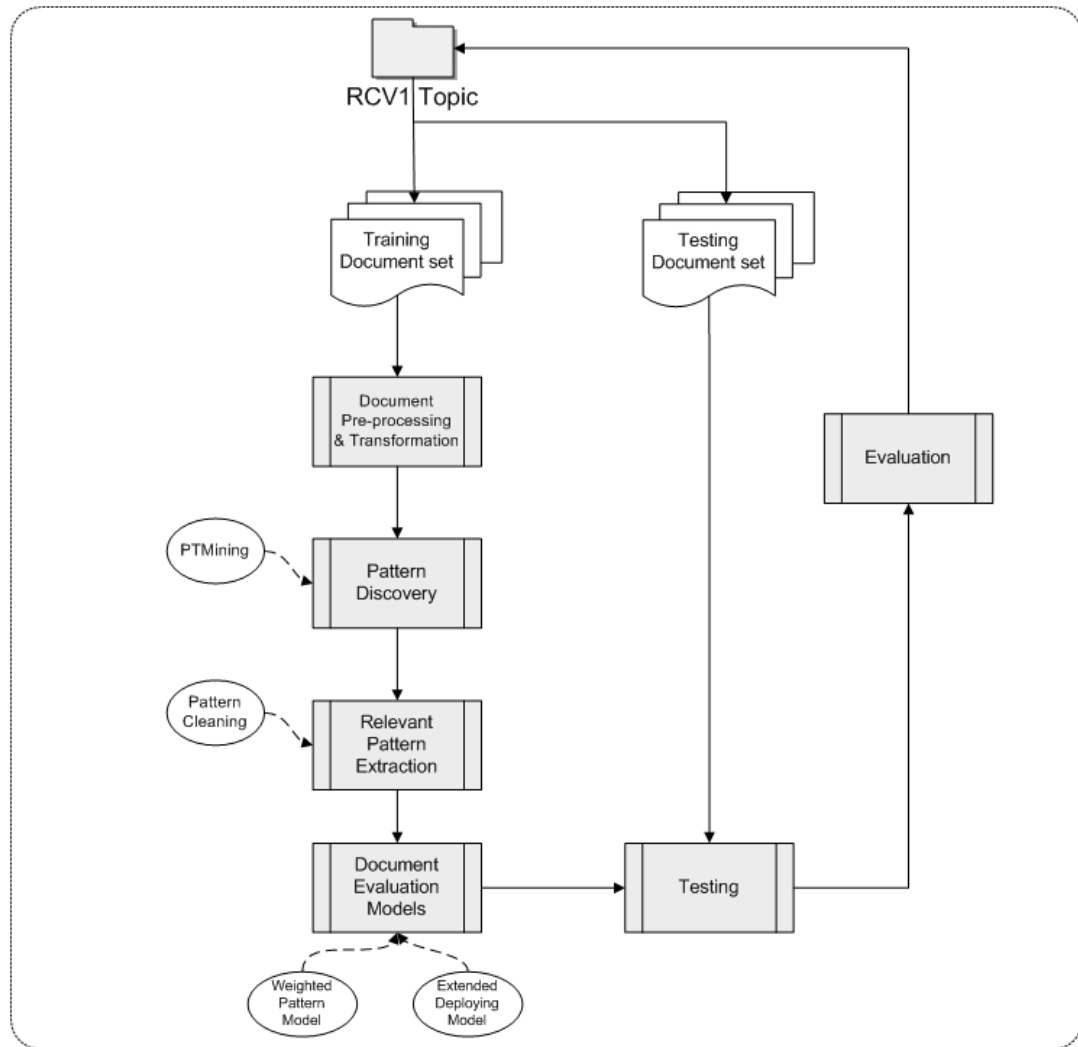 RCV1 Topic
Training
Document set
Testing
Document set
Document
Pre-processing
& Transformation
Evaluation
PTMining
Pattern
Discovery
Pattern
Cleaning
Relevant
Pattern
Extraction
Document
Evaluation
Models
Testing
Weighted
Pattern
Model
Extended
Deploying
Model